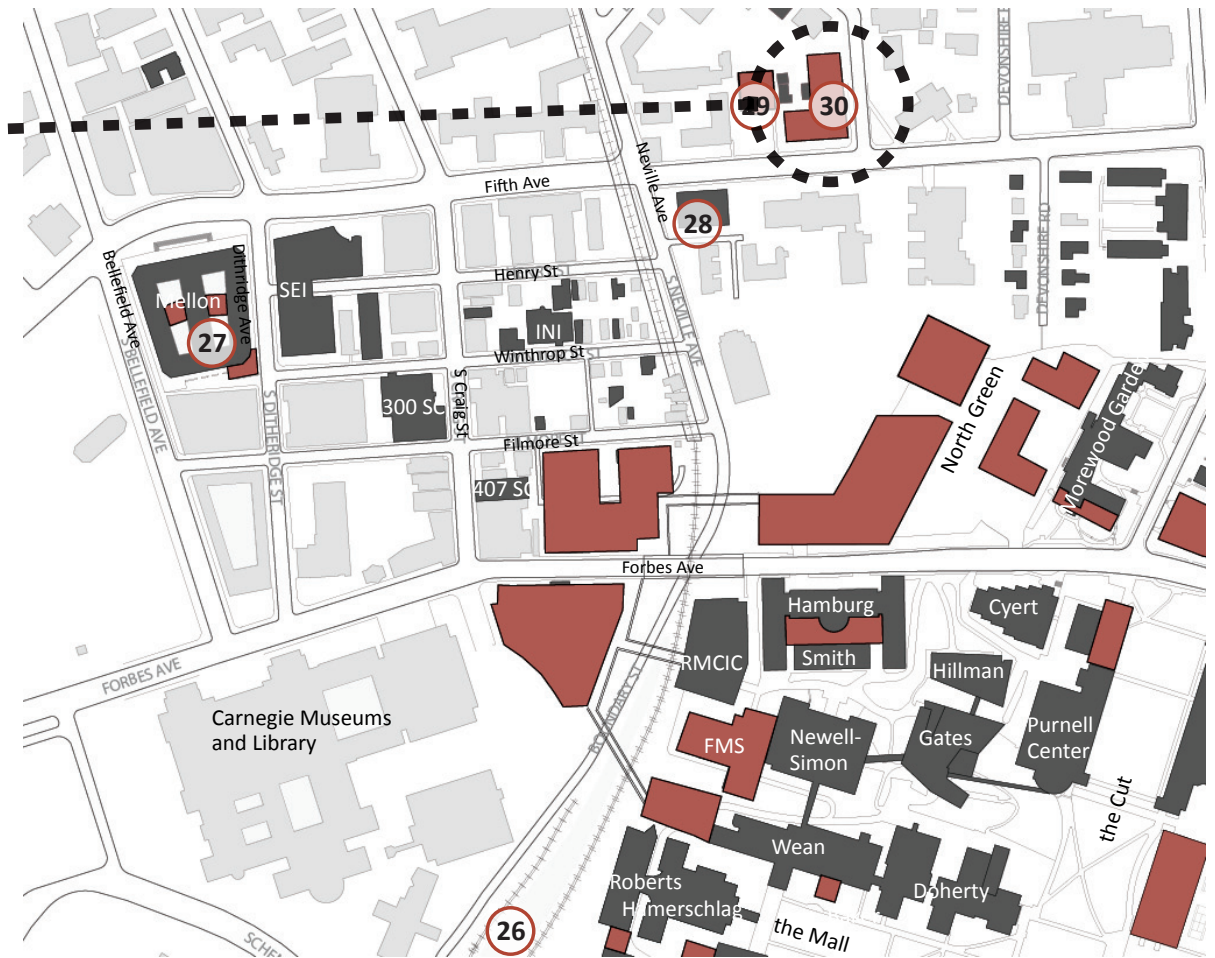 DEVONSHIRE
29
30
Neville Ave
Fifth Ave
28
Bellefield Ave
Dithridge Ave
Mellon
SEI
Henry St
INI
27
Winthrop St
S NEVILLE AVE
DEVONSHIRE RD
S BELLEFIELD AVE
S DITHERIDGE ST
300 SC
S Craig St
Filmore St
407 SC
North Green
Morewood Garde
Forbes Ave
FORBES AVE
Hamburg
Smith
Cyert
RMCIC
Hillman
BOUNDARY ST
Carnegie Museums
and Library
FMS
Newell-
Simon
Gates
Purnell
Center
the Cut
Wean
Roberts
Hamerschlag
Doherty
26
the Mall
SCHEN